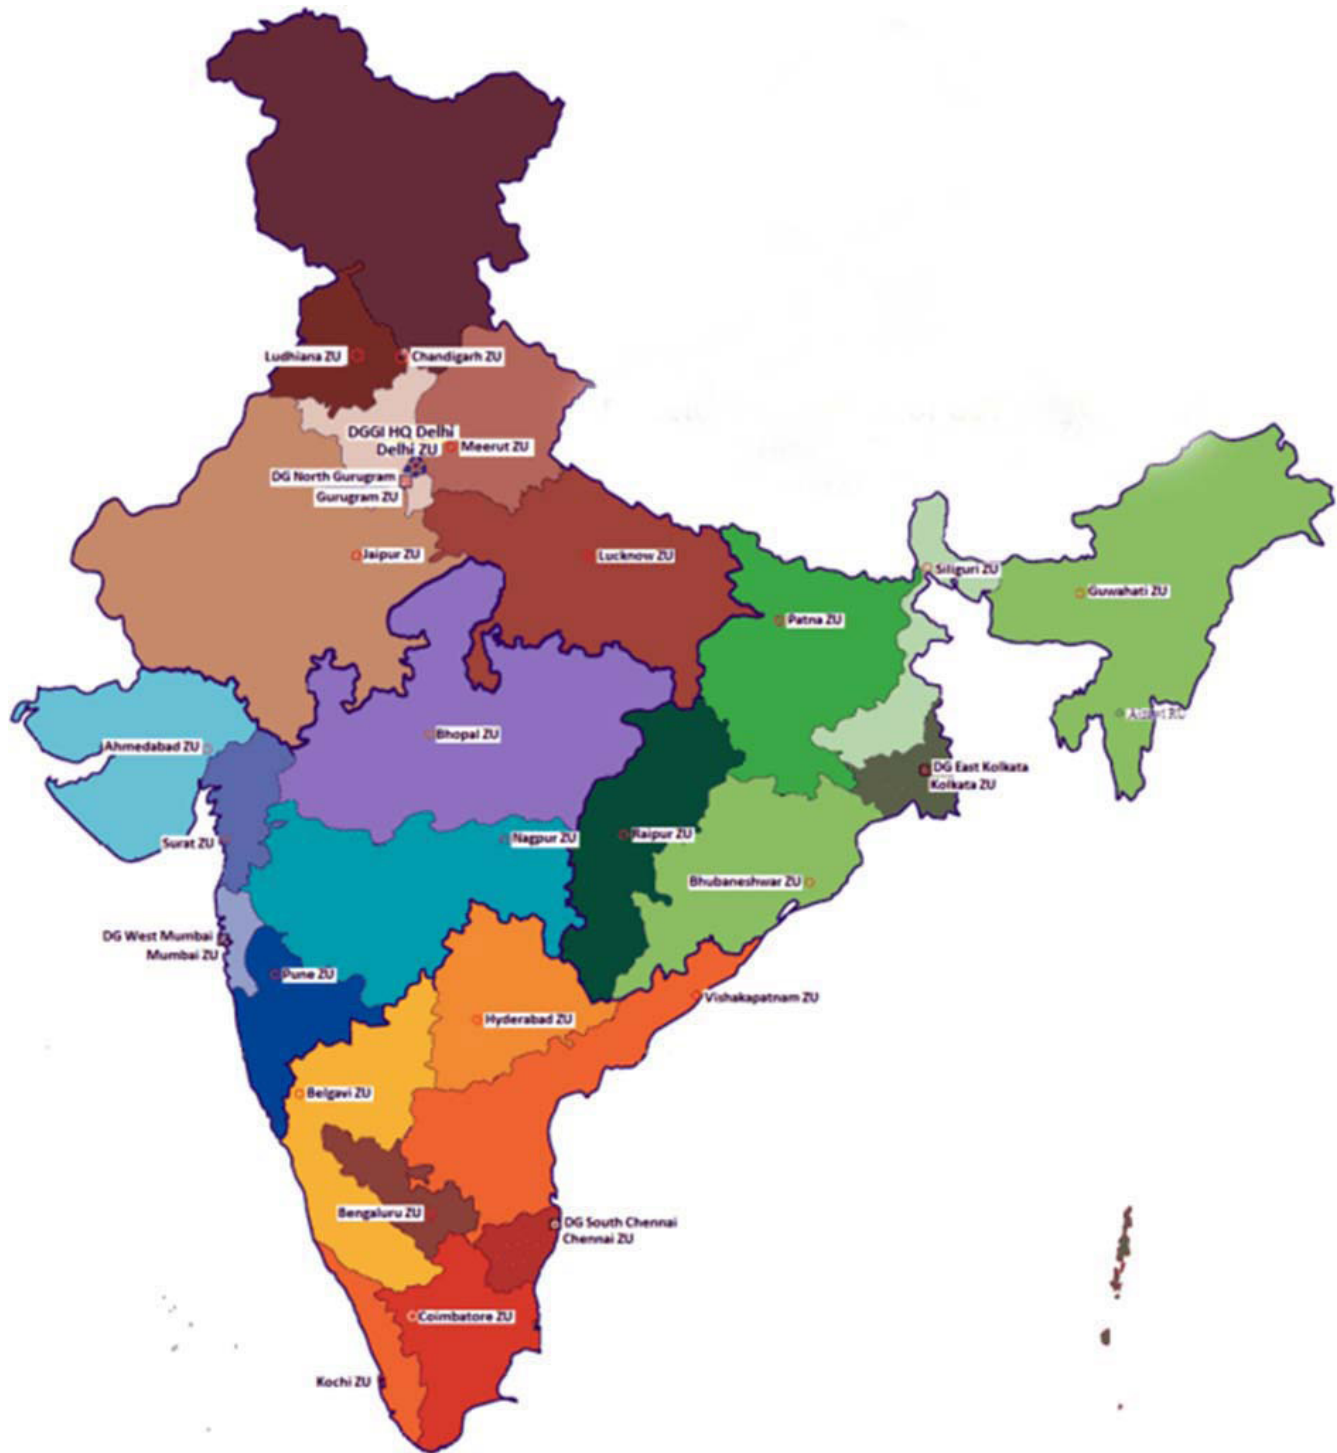 Ludhiana ZU
Chandigarh ZU
DGGI HQ Delhi
Delhi ZU
Meerut ZU
DG North Gurugram
Gurugram ZU
Jaipur ZU
Lucknow ZU
Siliguri ZU
Guwahati ZU
Patna ZU
Ahmedabad ZU
Bhopal ZU
DG East Kolkata
Kolkata ZU
Surat ZU
Nagpur ZU
Raipur ZU
Bhubaneshwar ZU
DG West Mumbai
Mumbai ZU
Pune ZU
Vishakapatnam ZU
Hyderabad ZU
Belgavi ZU
Bengaluru ZU
DG South Chennai
Chennai ZU
Coimbatore ZU
Kochi ZU